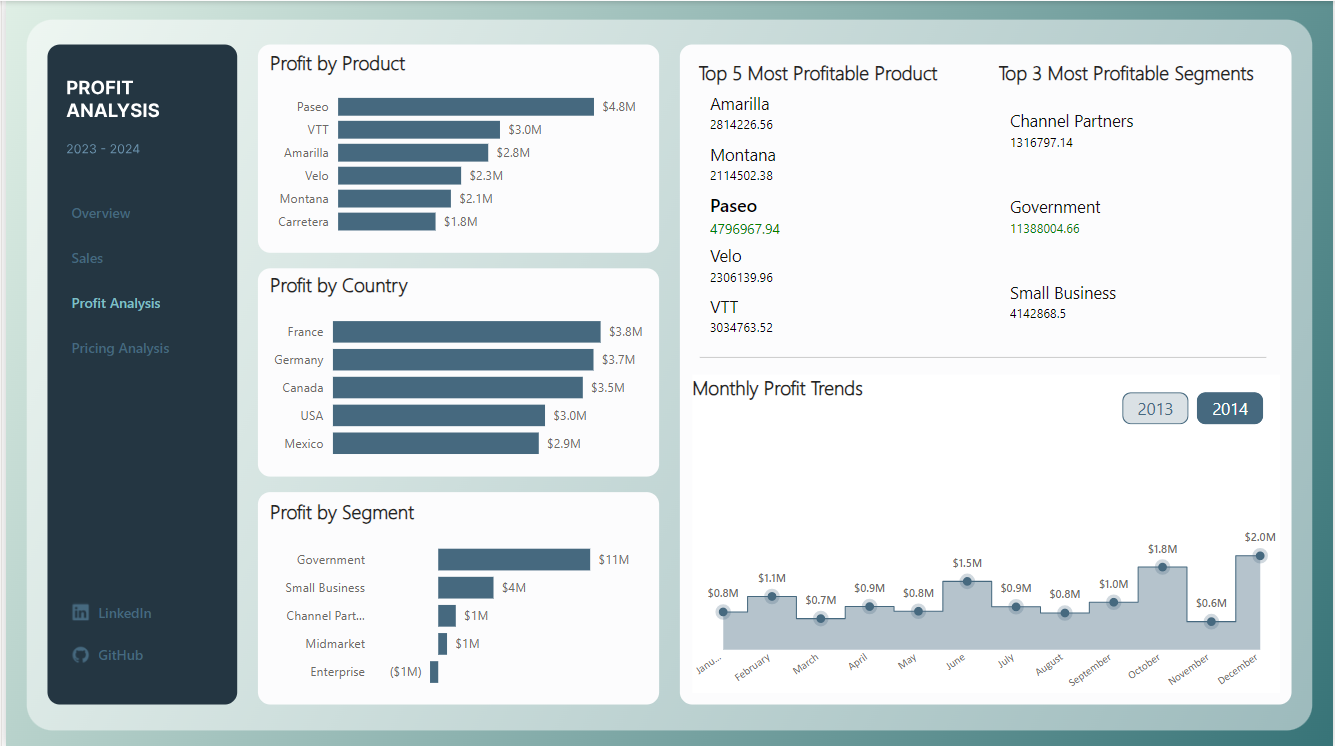 PROFIT
ANALYSIS
2023 - 2024
Overview
Sales
Profit Analysis
Pricing Analysis
LinkedIn
GitHub
Profit by Product
Paseo $4.8M
VTT $3.0M
Amarilla $2.8M
Velo $2.3M
Montana $2.1M
Carretera $1.8M
Profit by Country
France $3.8M
Germany $3.7M
Canada $3.5M
USA $3.0M
Mexico $2.9M
Profit by Segment
Government $11M
Small Business $4M
Channel Part... $1M
Midmarket $1M
Enterprise ($1M)
Top 5 Most Profitable Product
Amarilla
2814226.56
Montana
2114502.38
Paseo
4796967.94
Velo
2306139.96
VTT
3034763.52
Top 3 Most Profitable Segments
Channel Partners
1316797.14
Government
11388004.66
Small Business
4142868.5
Monthly Profit Trends
2013 2014
$0.8M $1.1M $0.7M $0.9M $0.8M $1.5M $0.9M $0.8M $1.0M $1.8M $0.6M $2.0M
Janu... February March April May June July August September October November December